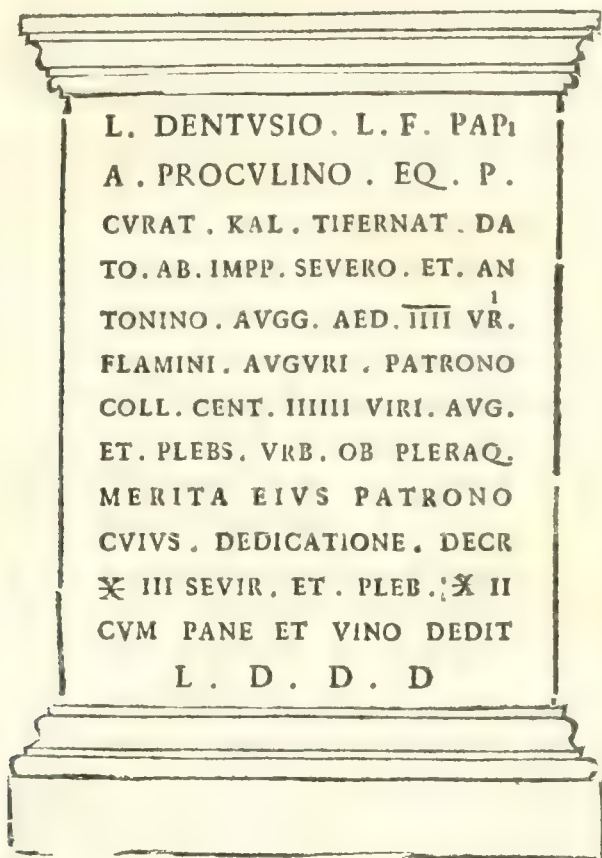 L. DENTVSIO. L. F. PAPI
A. PROCVLINO. EQ. P.
CVRAT. KAL. TIFERNAT. DA
TO. AB. IMPP. SEVERO. ET. AN
TONINO. AVGG. AED. I̅I̅I̅I̅ VIR.
FLAMINI. AVGVRI. PATRONO
COLL. CENT. IIIIII VIRI. AVG.
ET. PLEBS. VRB. OB PLERAQ.
MERITA EIVS PATRONO
CVIVS. DEDICATIONE. DECR
𐆖 III SEVIR. ET. PLEB. 𐆖 II
CVM PANE ET VINO DEDIT
L. D. D. D